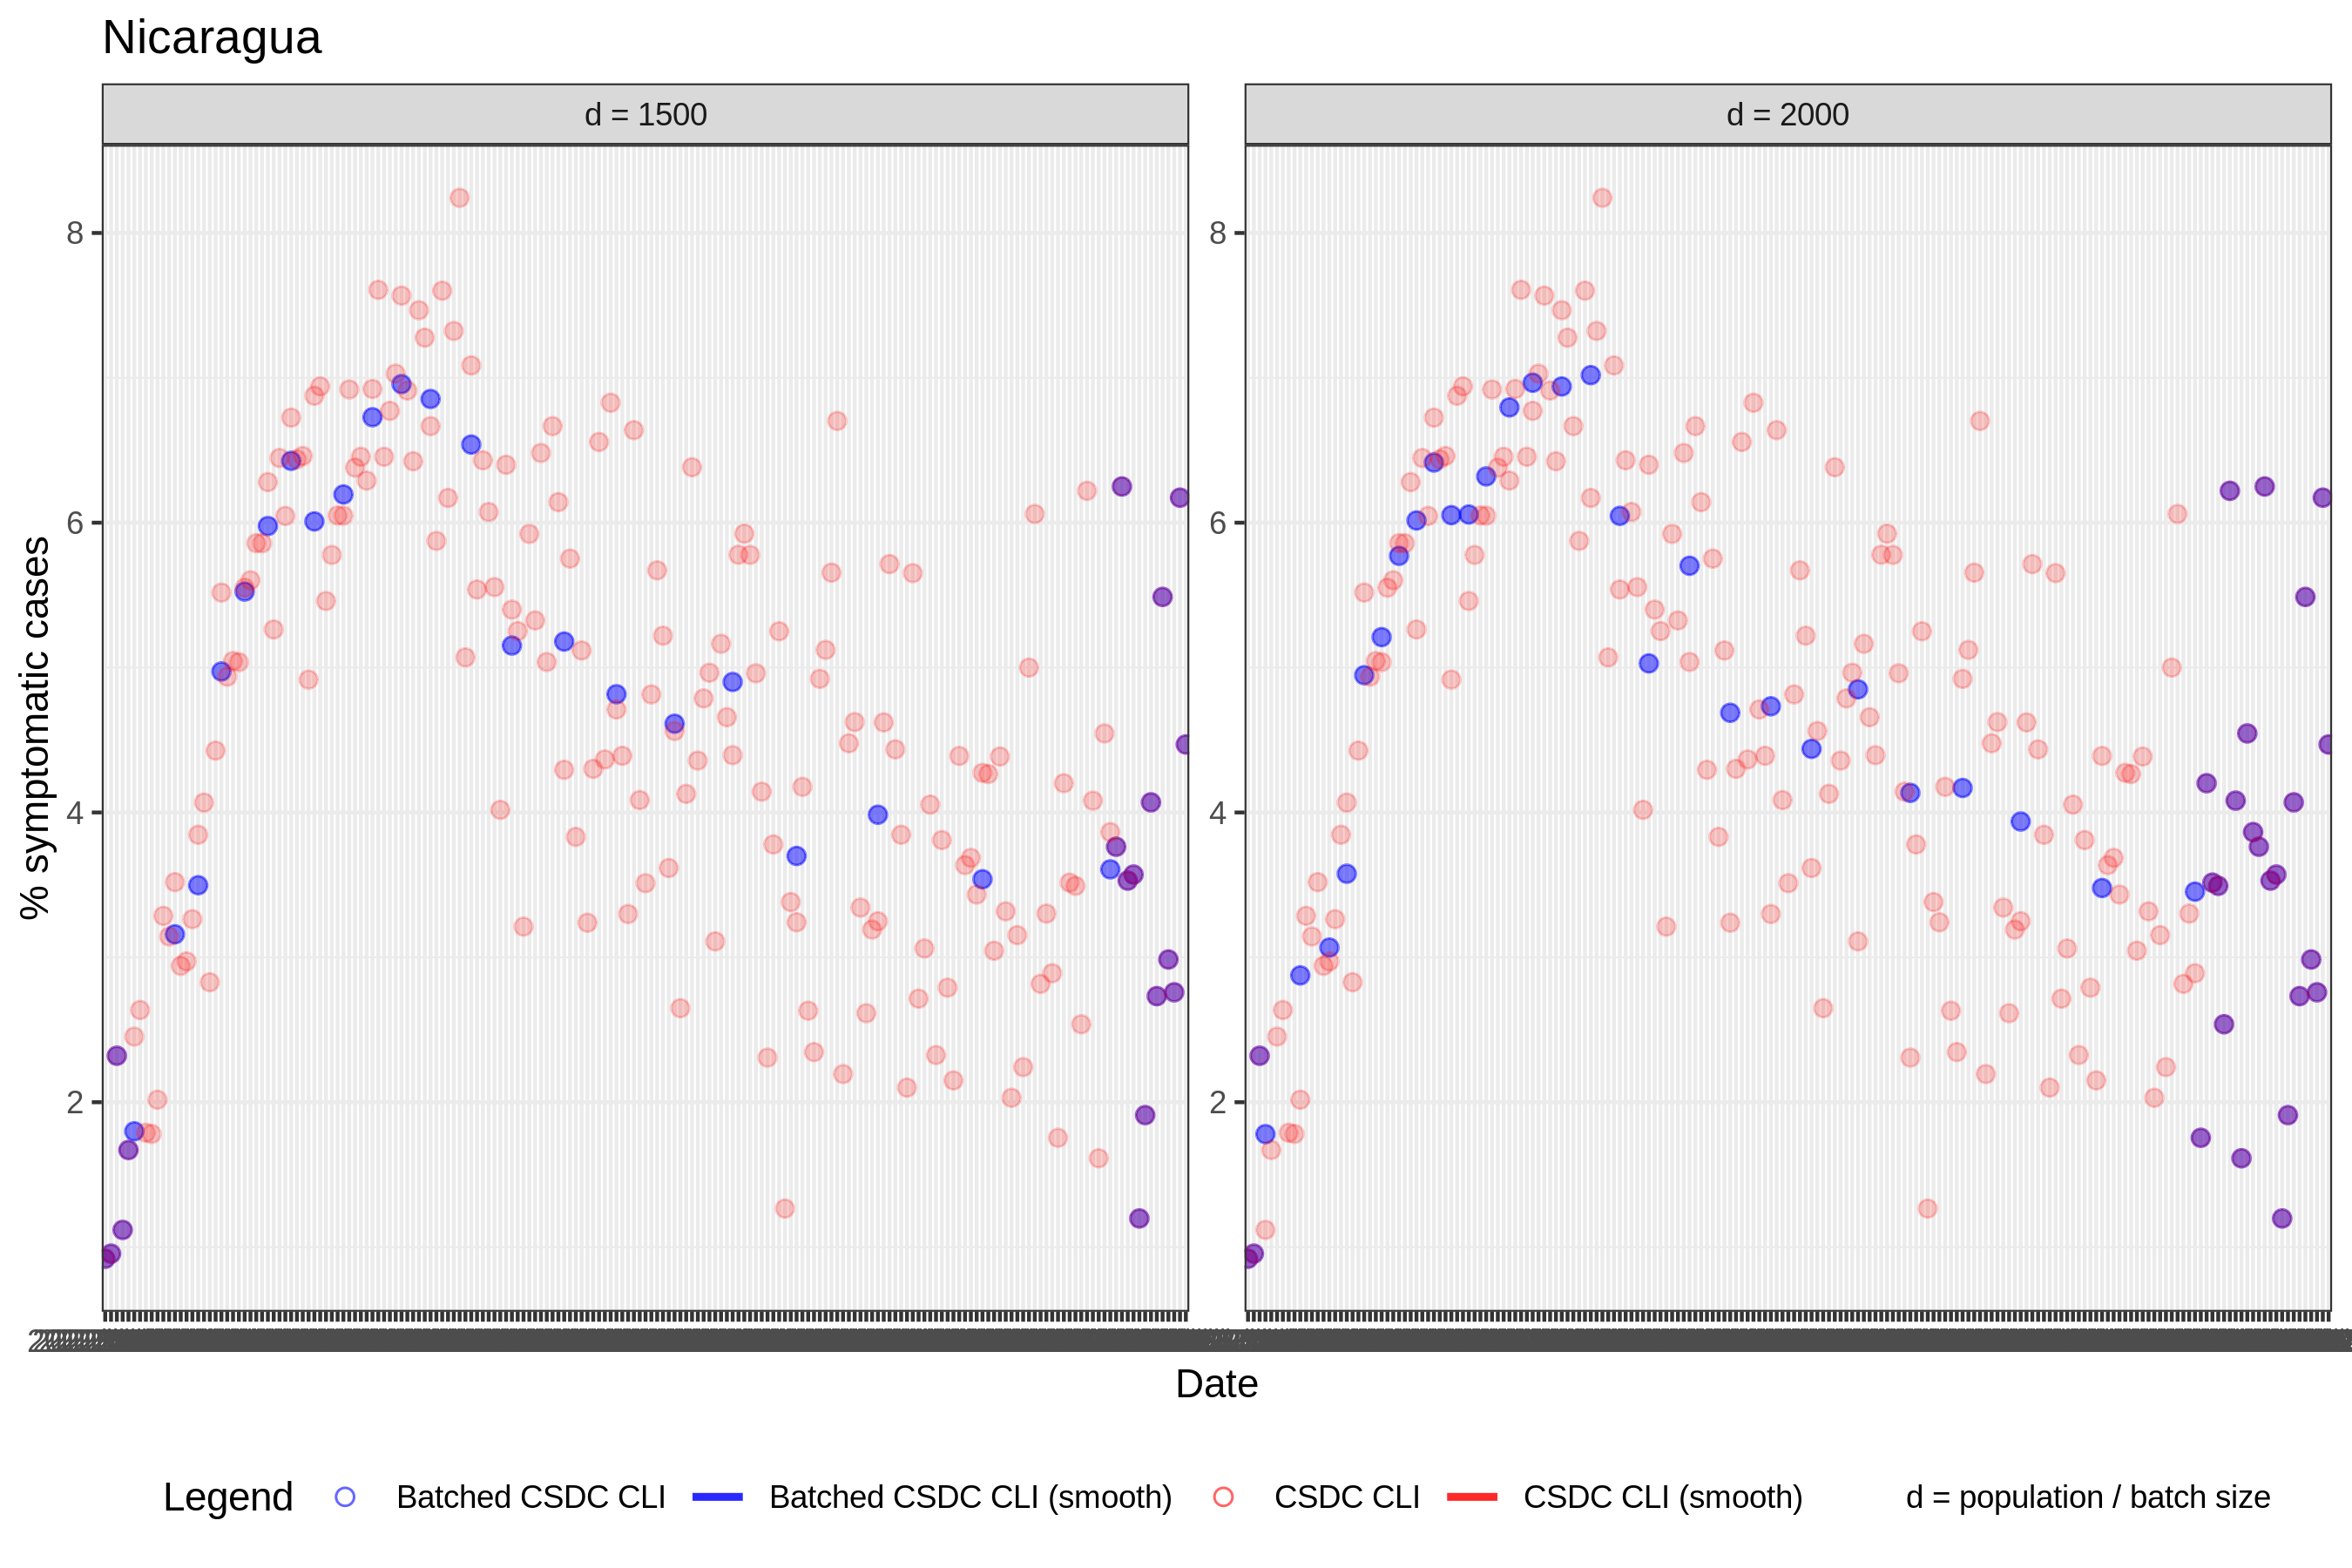 Nicaragua
d = 1500
d = 2000
% symptomatic cases
8
6
4
2
8
6
4
2
Date
Legend
Batched CSDC CLI
Batched CSDC CLI (smooth)
CSDC CLI
CSDC CLI (smooth)
d = population / batch size